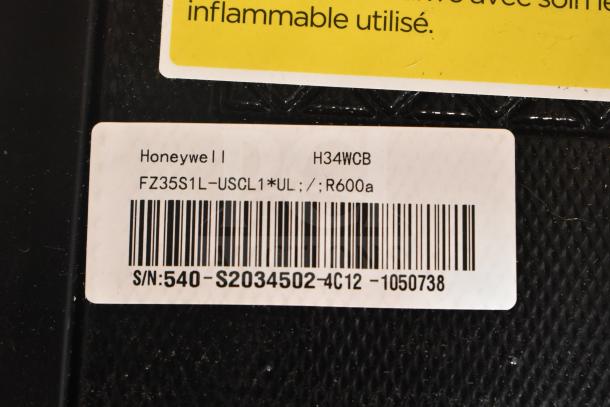 inflammable utilisé.
Honeywell H34WCB
FZ35S1L-USCL1*UL;/;R600a
S/N:540-S2034502-4C12 -1050738